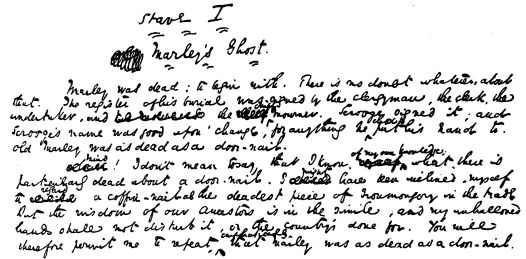 Stave I
Marley's Ghost.
Marley was dead: to begin with. There is no doubt whatever, about
that. The register of his burial was signed by the clergyman, the clerk, the
undertaker, and the chief mourner. Scrooge signed it; and
Scrooge's name was good upon 'Change, for anything he put his hand to.
old Marley was as dead as a door-nail.
Mind! I don't mean to say, that I know, of my own knowledge, what there is
particularly dead about a door-nail. I might have been inclined, myself
to a coffin-nail as the deadest piece of ironmongery in the trade.
But the wisdom of our ancestors is in the simile; and my unhallowed
hands shall not disturb it, or the country's done for. You will
therefore permit me to repeat, emphatically, that Marley was as dead as a door-nail.